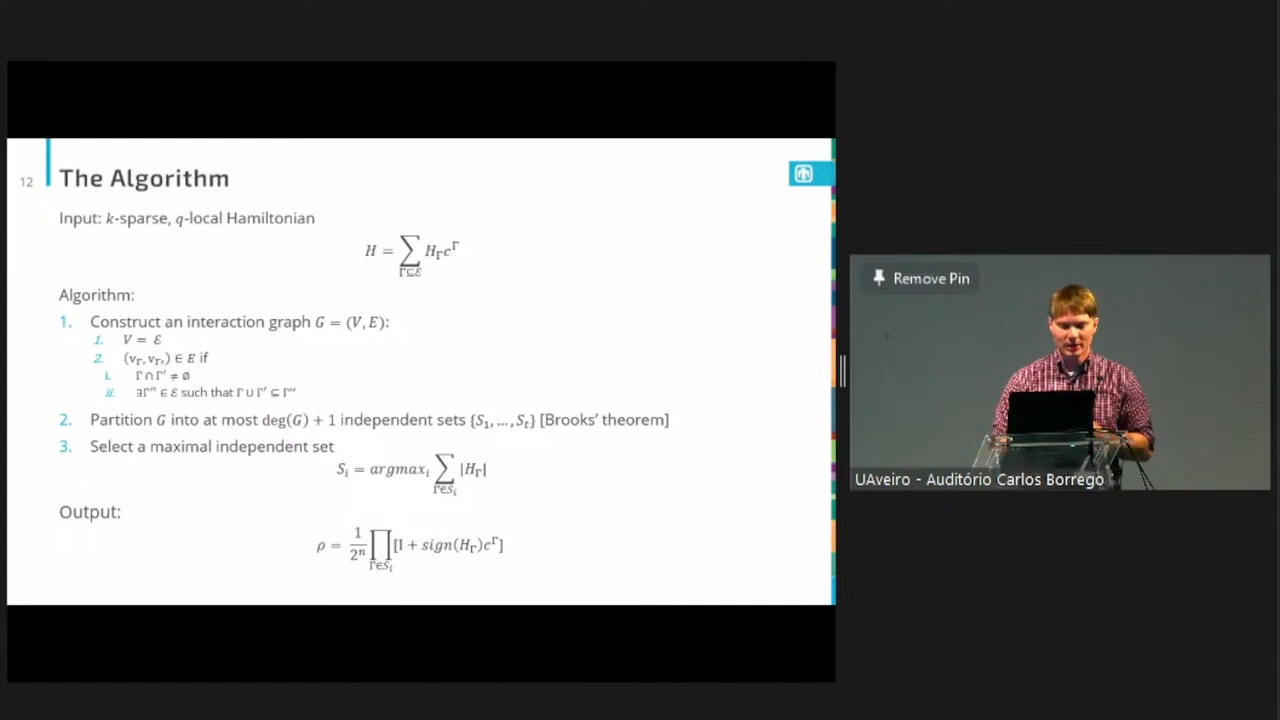 12
The Algorithm
Input: k-sparse, q-local Hamiltonian
H = ∑_{Γ⊆ℰ} H_Γ c^Γ
Algorithm:
1. Construct an interaction graph G = (V, E):
1. V = ℰ
2. (v_Γ, v_Γ′) ∈ E if
i. Γ ∩ Γ′ ≠ ∅
ii. ∃Γ′′ ∈ ℰ such that Γ ∪ Γ′ ⊆ Γ′′
2. Partition G into at most deg(G) + 1 independent sets {S_1, ..., S_t} [Brooks' theorem]
3. Select a maximal independent set
S_i = argmax_i ∑_{Γ∈S_i} |H_Γ|
Output:
ρ = 1/2^n ∏_{Γ∈S_i} [1 + sign(H_Γ)c^Γ]
Remove Pin
UAveiro - Auditório Carlos Borrego